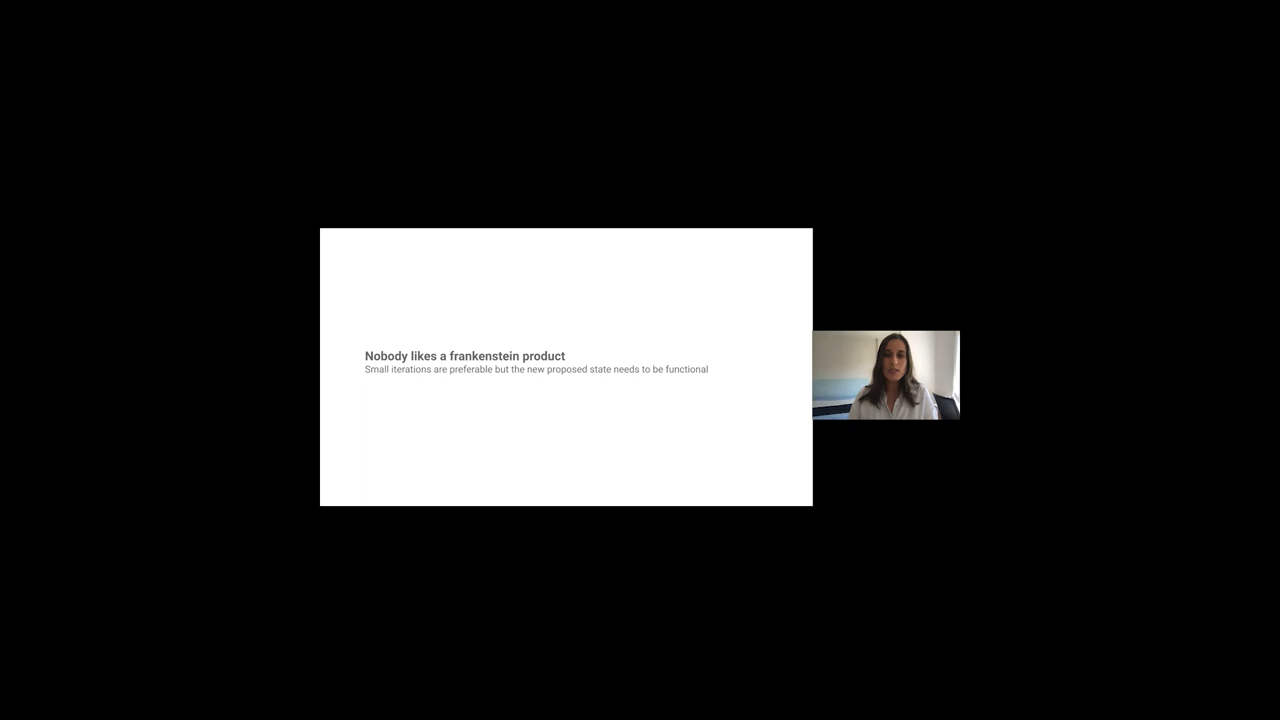 Nobody likes a frankenstein product
Small iterations are preferable but the new proposed state needs to be functional